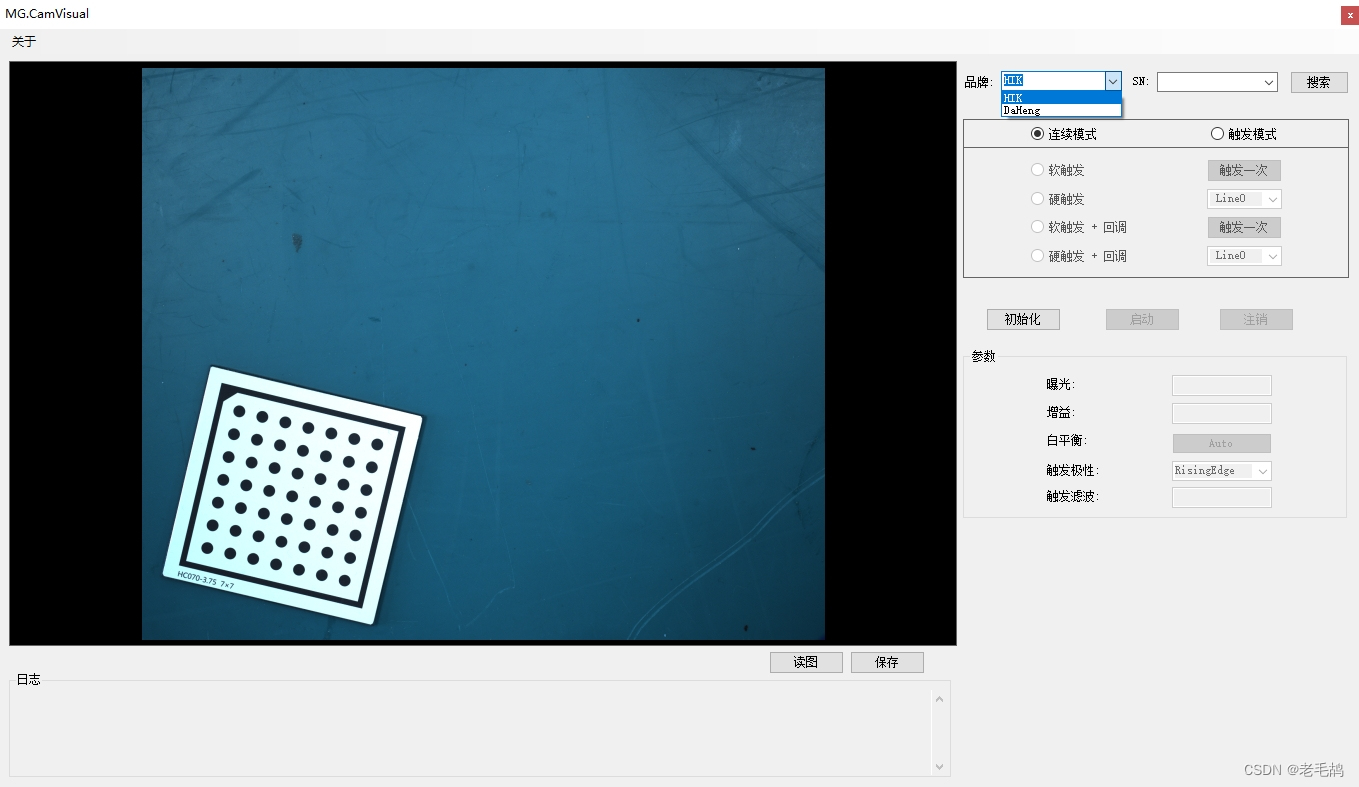 MG.CamVisual
x
关于
品牌: HIK SN: 搜索
HIK
DaHeng
连续模式 触发模式
软触发 触发一次
硬触发 Line0
软触发 + 回调 触发一次
硬触发 + 回调 Line0
初始化 启动 注销
参数
曝光:
增益:
白平衡: Auto
触发极性: RisingEdge
触发滤波:
HC070-3.75 7×7
读图 保存
日志
CSDN @老毛鸹